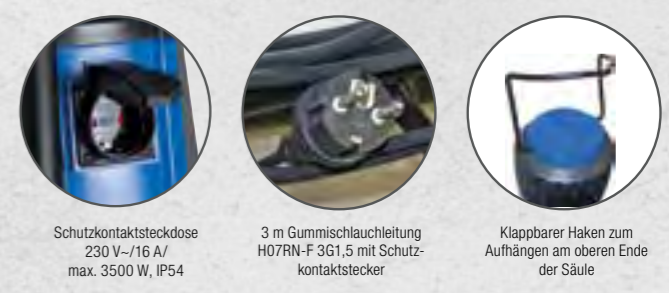 Schutzkontaktsteckdose
230 V~/16 A/
max. 3500 W, IP54
3 m Gummischlauchleitung
H07RN-F 3G1,5 mit Schutz-
kontaktstecker
Klappbarer Haken zum
Aufhängen am oberen Ende
der Säule